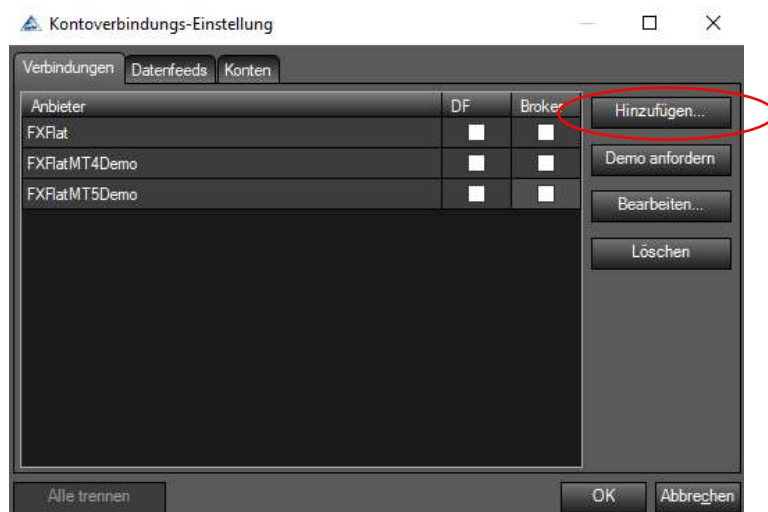 Kontoverbindungs-Einstellung
Verbindungen Datenfeeds Konten
Anbieter DF Broker Hinzufügen...
FXFlat
FXFlatMT4Demo Demo anfordern
FXFlatMT5Demo
Bearbeiten...
Löschen
Alle trennen OK Abbrechen